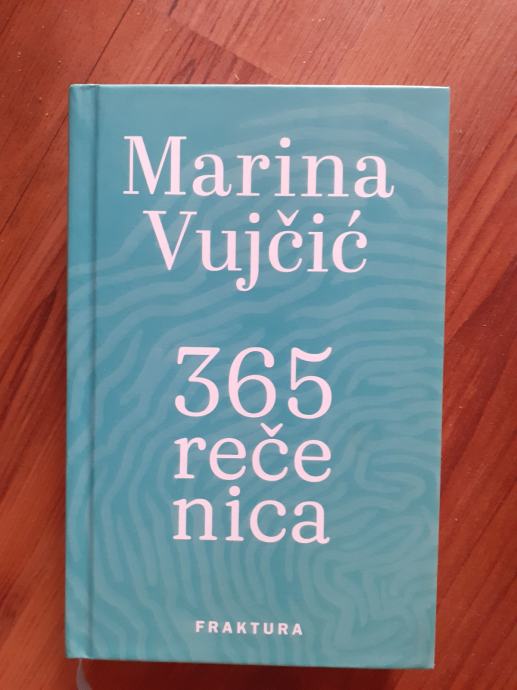 Marina
Vujčić
365
reče
nica
FRAKTURA